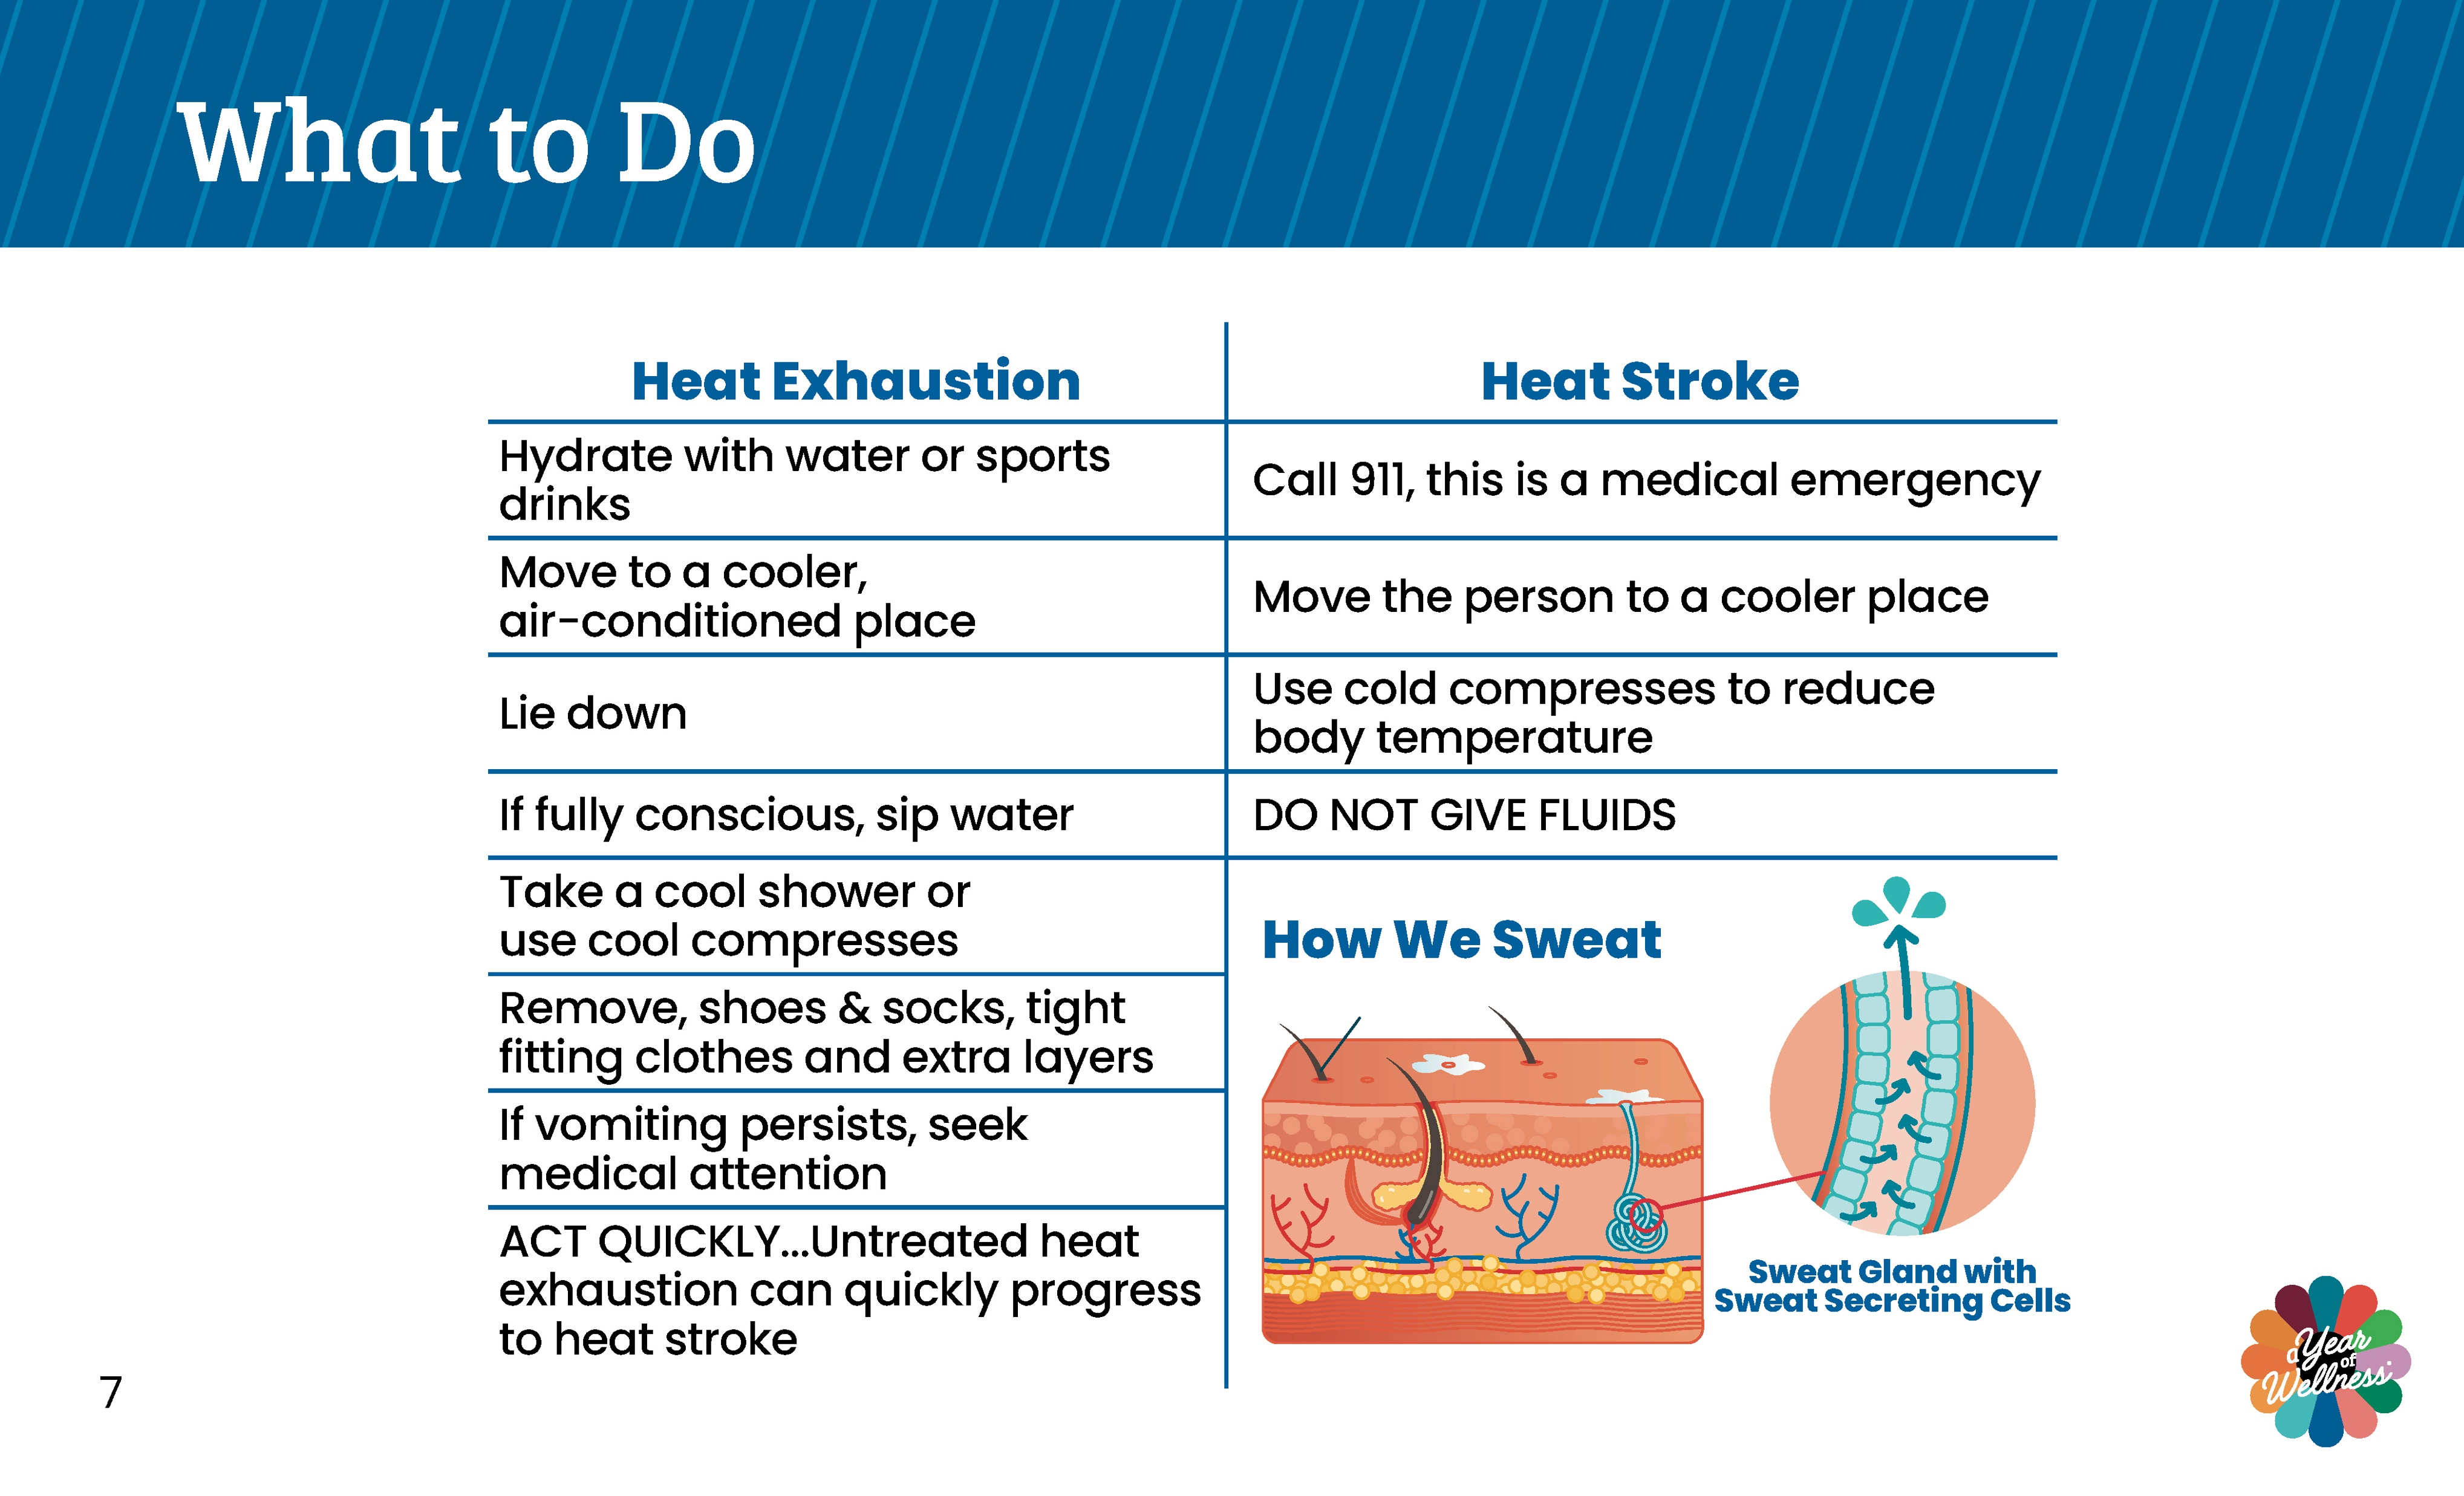 What to Do
Heat Exhaustion
Heat Stroke
Hydrate with water or sports
drinks
Call 911, this is a medical emergency
Move to a cooler,
air-conditioned place
Move the person to a cooler place
Lie down
Use cold compresses to reduce
body temperature
If fully conscious, sip water
DO NOT GIVE FLUIDS
Take a cool shower or
use cool compresses
Remove, shoes & socks, tight
fitting clothes and extra layers
If vomiting persists, seek
medical attention
ACT QUICKLY...Untreated heat
exhaustion can quickly progress
to heat stroke
How We Sweat
Sweat Gland with
Sweat Secreting Cells
7
a Year
of
Wellness